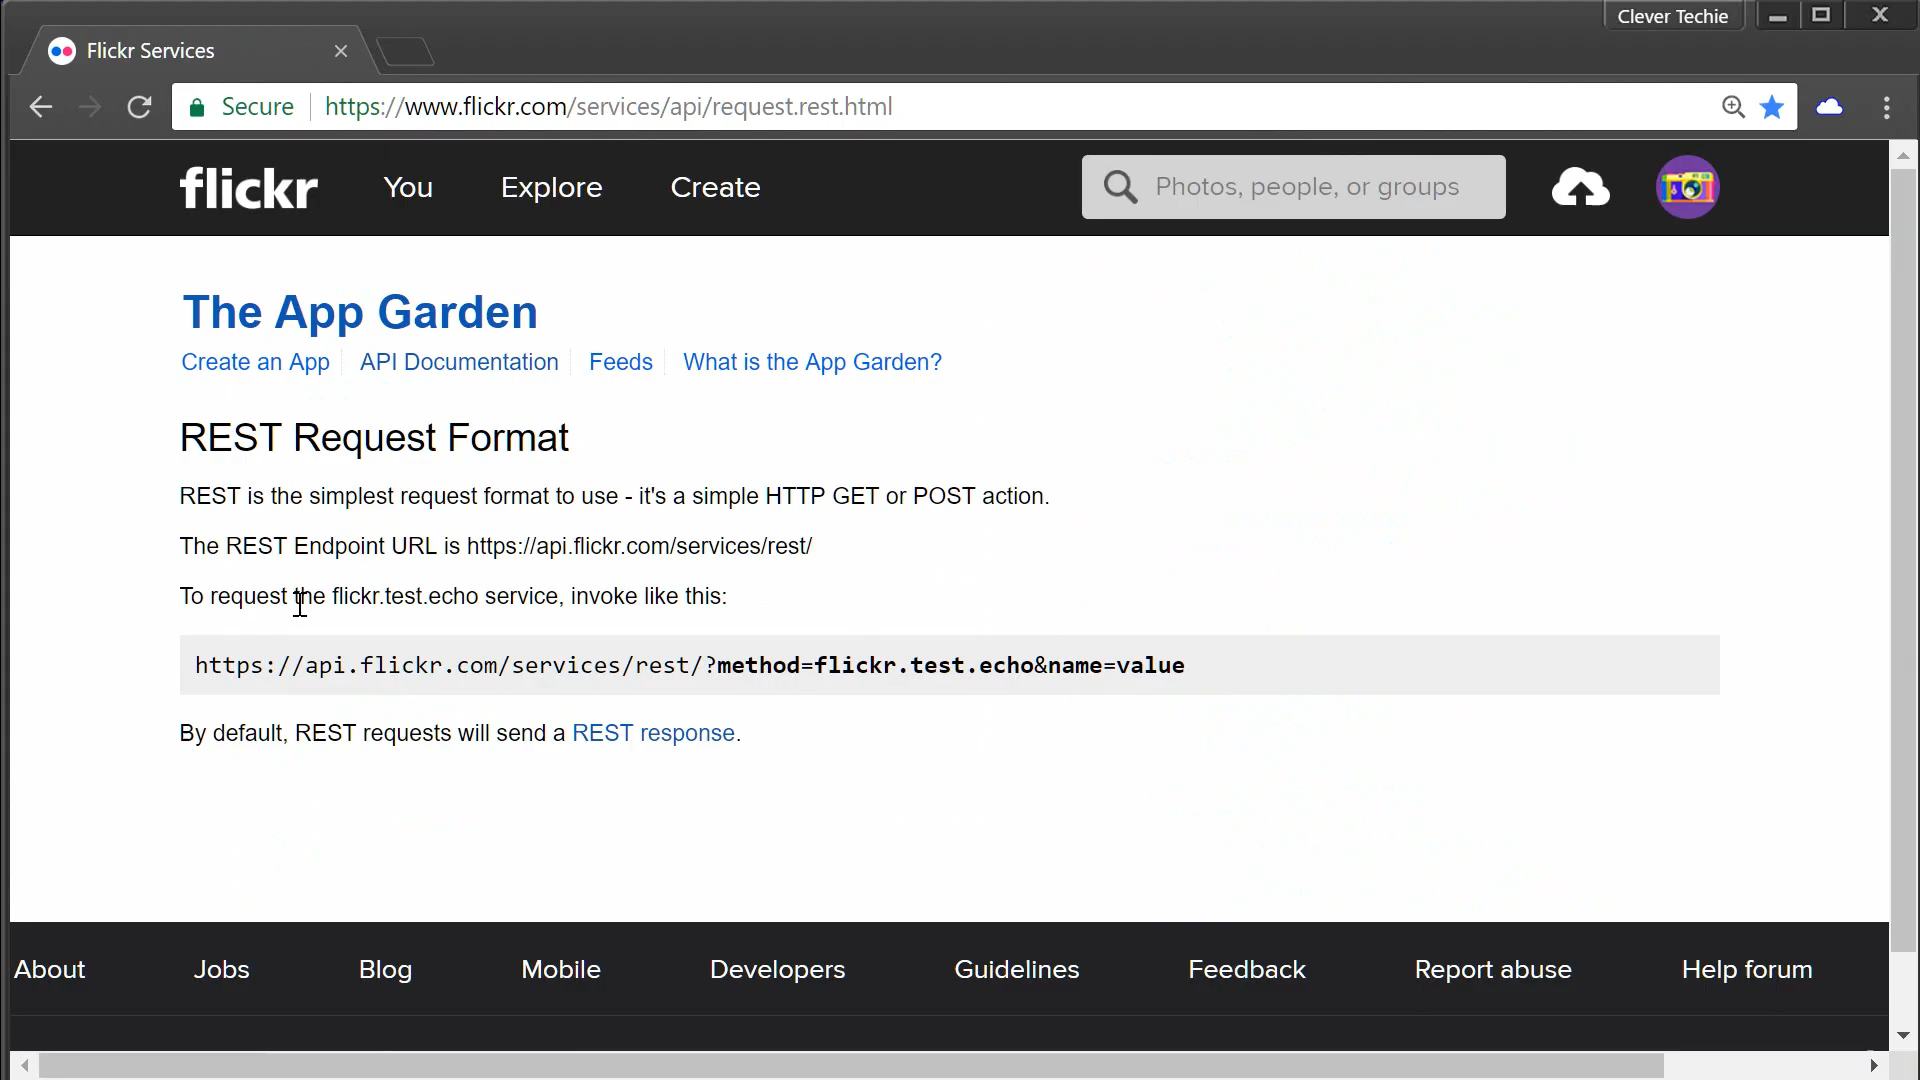 Clever Techie
Flickr Services
Secure https://www.flickr.com/services/api/request.rest.html
flickr You Explore Create Photos, people, or groups
The App Garden
Create an App API Documentation Feeds What is the App Garden?
REST Request Format
REST is the simplest request format to use - it's a simple HTTP GET or POST action.
The REST Endpoint URL is https://api.flickr.com/services/rest/
To request the flickr.test.echo service, invoke like this:
https://api.flickr.com/services/rest/?method=flickr.test.echo&name=value
By default, REST requests will send a REST response.
About Jobs Blog Mobile Developers Guidelines Feedback Report abuse Help forum